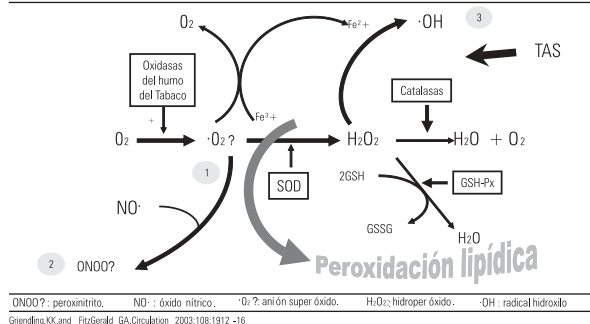 O₂
Fe²+
·OH
3
TAS
Oxidasas
del humo
del Tabaco
Catalasas
+
Fe³+
O₂
·O₂ ?
H₂O₂
H₂O + O₂
1
SOD
2GSH
GSH-Px
NO·
GSSG
H₂O
2
ONOO?
Peroxidación lipídica
ONOO? : peroxinitrito. NO· : óxido nítrico. ·O₂ ?: anión super óxido. H₂O₂: hidroper óxido. ·OH : radical hidroxilo
Griendling.KK.and FitzGerald GA.Circulation 2003:108:1912 -16